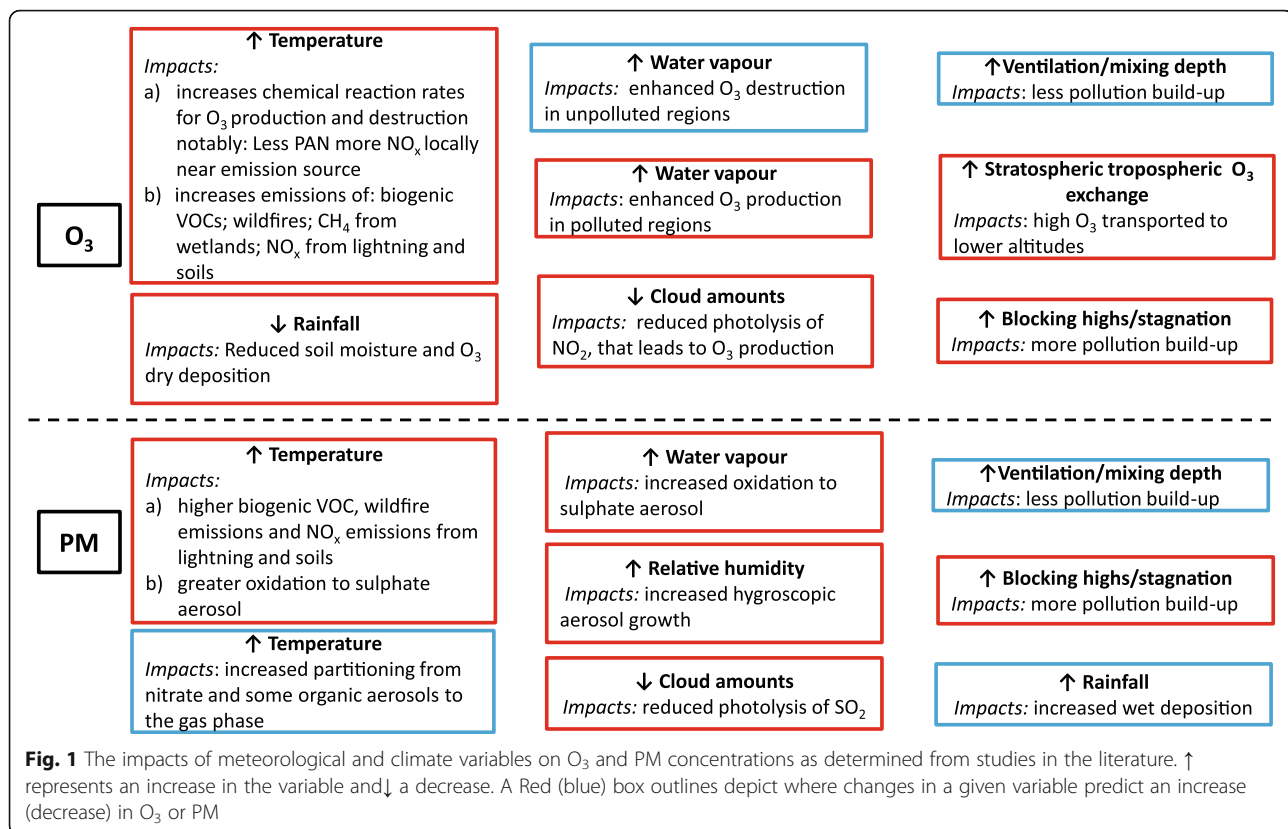 ↑ Temperature
Impacts:
a) increases chemical reaction rates
for O₃ production and destruction
notably: Less PAN more NOₓ locally
near emission source
b) increases emissions of: biogenic
VOCs; wildfires; CH₄ from
wetlands; NOₓ from lightning and
soils
O₃
↓ Rainfall
Impacts: Reduced soil moisture and O₃
dry deposition
↑ Water vapour
Impacts: enhanced O₃ destruction
in unpolluted regions
↑ Water vapour
Impacts: enhanced O₃ production
in polluted regions
↓ Cloud amounts
Impacts: reduced photolysis of
NO₂, that leads to O₃ production
↑Ventilation/mixing depth
Impacts: less pollution build-up
↑ Stratospheric tropospheric O₃
exchange
Impacts: high O₃ transported to
lower altitudes
↑ Blocking highs/stagnation
Impacts: more pollution build-up
PM
↑ Temperature
Impacts:
a) higher biogenic VOC, wildfire
emissions and NOₓ emissions from
lightning and soils
b) greater oxidation to sulphate
aerosol
↑ Temperature
Impacts: increased partitioning from
nitrate and some organic aerosols to
the gas phase
↑ Water vapour
Impacts: increased oxidation to
sulphate aerosol
↑ Relative humidity
Impacts: increased hygroscopic
aerosol growth
↓ Cloud amounts
Impacts: reduced photolysis of SO₂
↑Ventilation/mixing depth
Impacts: less pollution build-up
↑ Blocking highs/stagnation
Impacts: more pollution build-up
↑ Rainfall
Impacts: increased wet deposition
Fig. 1 The impacts of meteorological and climate variables on O₃ and PM concentrations as determined from studies in the literature. ↑
represents an increase in the variable and↓ a decrease. A Red (blue) box outlines depict where changes in a given variable predict an increase
(decrease) in O₃ or PM